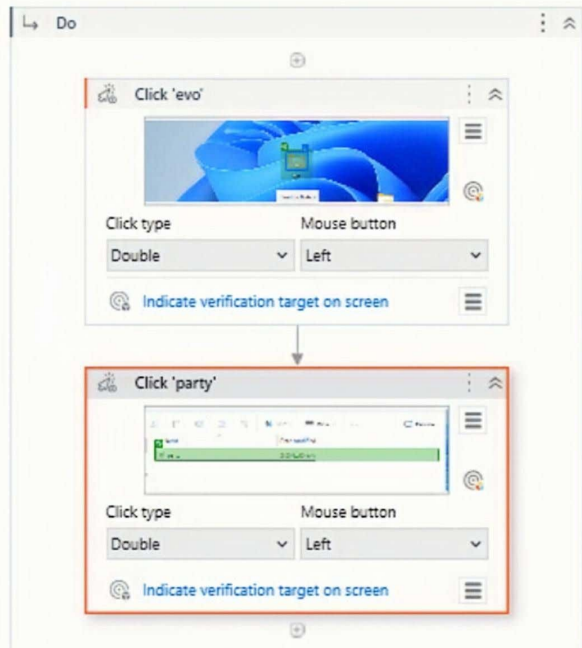 Do
Click 'evo'
Click type
Mouse button
Double
Left
Indicate verification target on screen
Click 'party'
Click type
Mouse button
Double
Left
Indicate verification target on screen